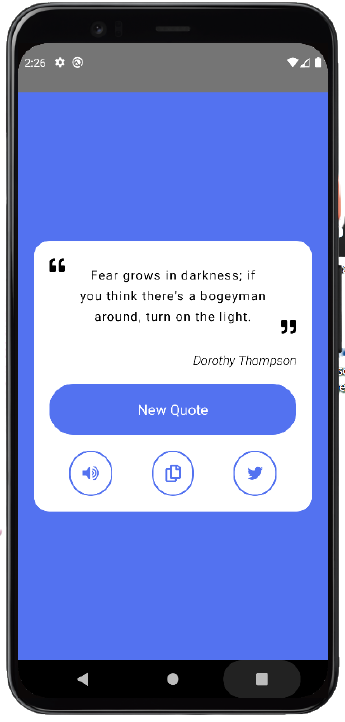 2:26
“
Fear grows in darkness; if
you think there's a bogeyman
around, turn on the light.
”
Dorothy Thompson
New Quote